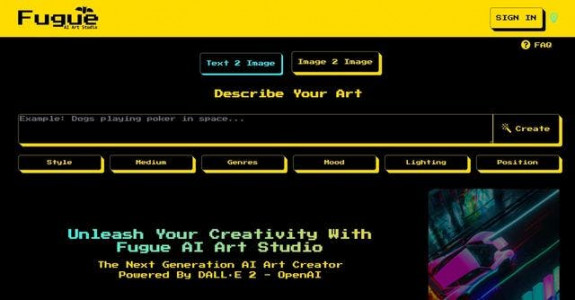 Fugue
AI Art Studio
SIGN IN
FAQ
Text 2 Image
Image 2 Image
Describe Your Art
Example: Dogs playing poker in space...
Create
Style
Medium
Genres
Mood
Lighting
Position
Unleash Your Creativity With
Fugue AI Art Studio
The Next Generation AI Art Creator
Powered By DALL·E 2 - OpenAI